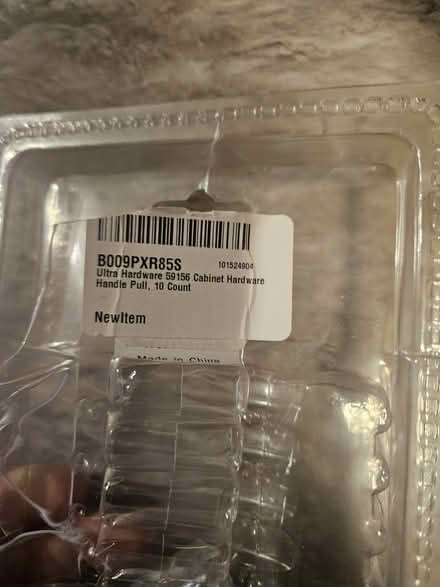 B009PXR85S 101524904
Ultra Hardware 59156 Cabinet Hardware
Handle Pull, 10 Count
NewItem
Made in China